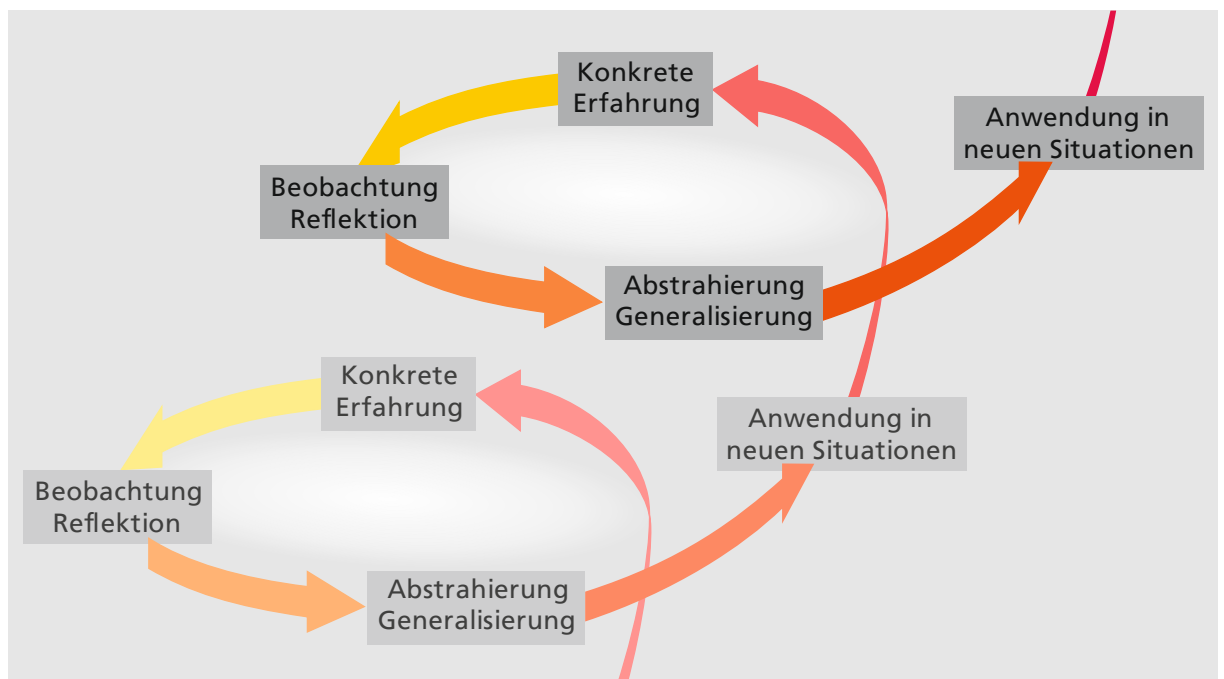 Konkrete
Erfahrung
Anwendung in
neuen Situationen
Beobachtung
Reflektion
Abstrahierung
Generalisierung
Konkrete
Erfahrung
Anwendung in
neuen Situationen
Beobachtung
Reflektion
Abstrahierung
Generalisierung